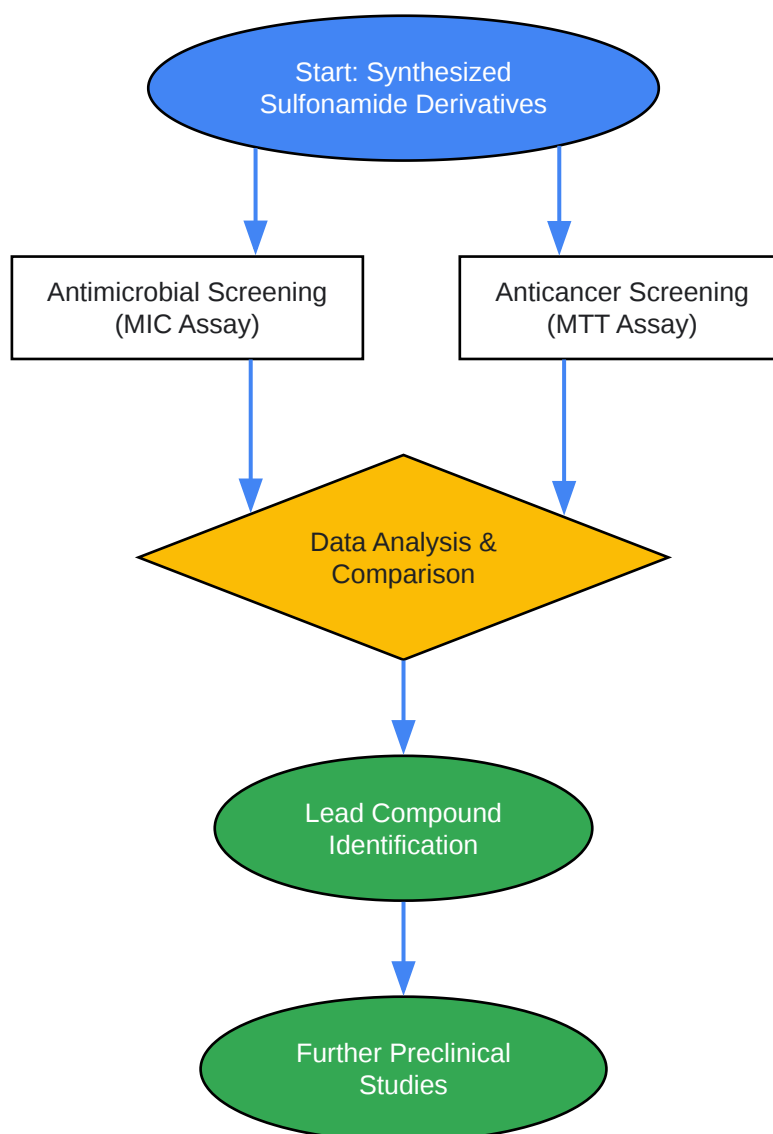 Start: Synthesized
Sulfonamide Derivatives
Antimicrobial Screening
(MIC Assay)
Anticancer Screening
(MTT Assay)
Data Analysis &
Comparison
Lead Compound
Identification
Further Preclinical
Studies